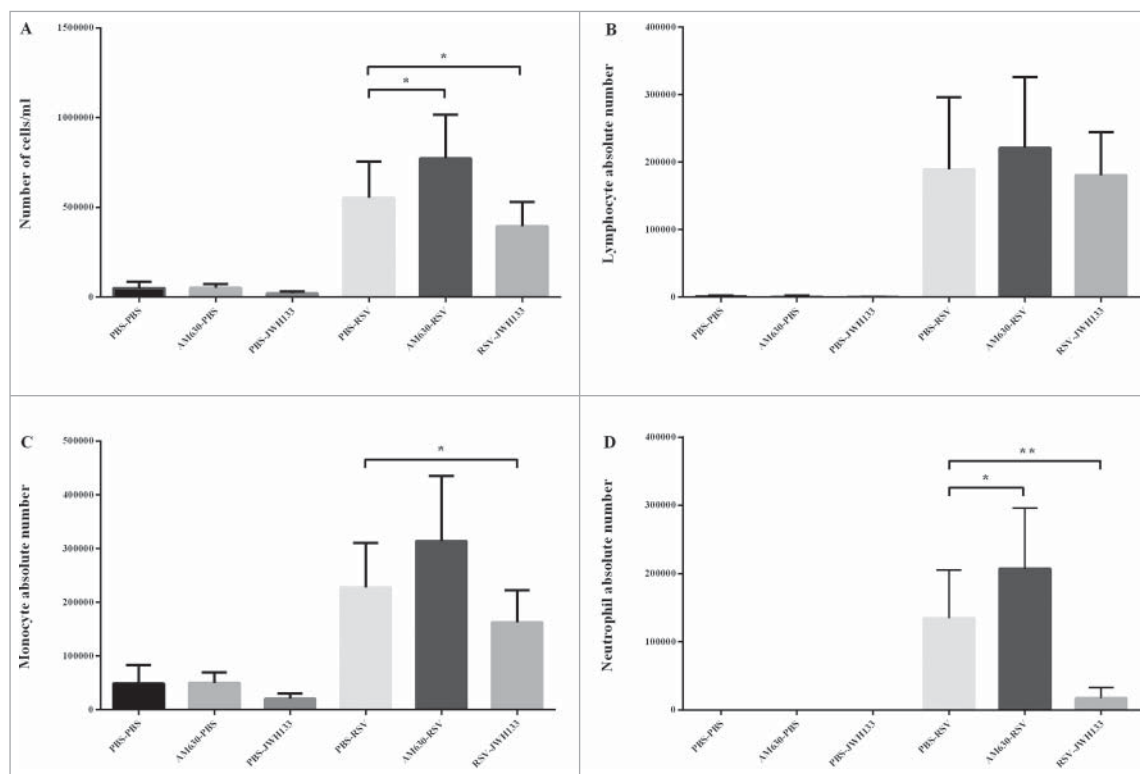 A
Number of cells/ml
1500000
1000000
500000
0
*
*
PBS-PBS
AM630-PBS
PBS-JWH133
PBS-RSV
AM630-RSV
RSV-JWH133
B
Lymphocyte absolute number
400000
300000
200000
100000
0
PBS-PBS
AM630-PBS
PBS-JWH133
PBS-RSV
AM630-RSV
RSV-JWH133
C
Monocyte absolute number
500000
400000
300000
200000
100000
0
*
PBS-PBS
AM630-PBS
PBS-JWH133
PBS-RSV
AM630-RSV
RSV-JWH133
D
Neutrophil absolute number
400000
300000
200000
100000
0
**
*
PBS-PBS
AM630-PBS
PBS-JWH133
PBS-RSV
AM630-RSV
RSV-JWH133